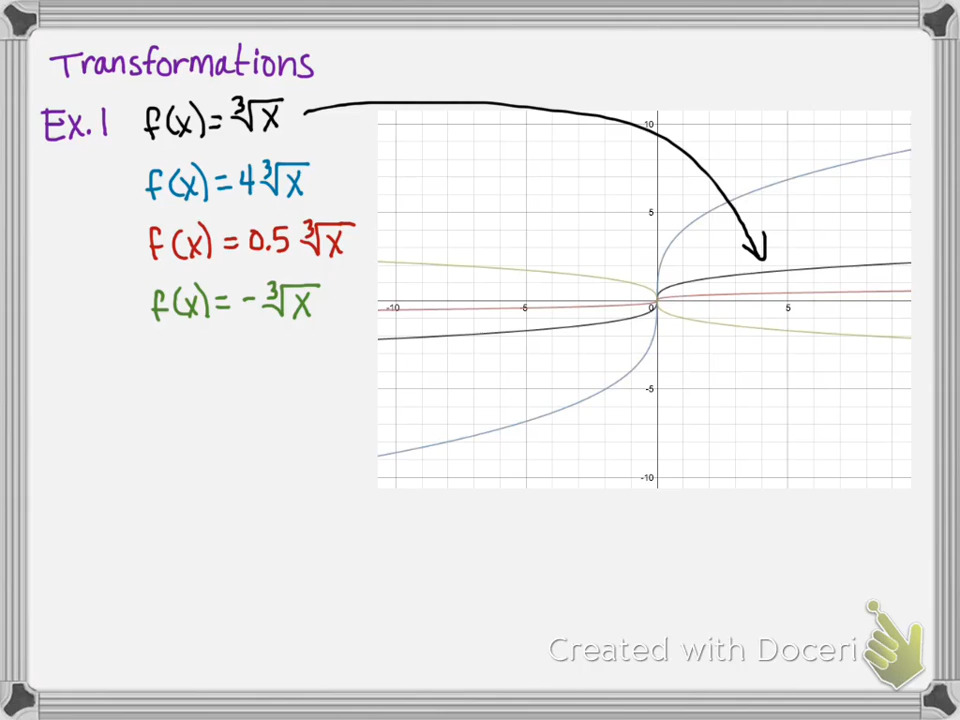 Transformations
Ex.1 f(x)=∛x
f(x)=4∛x
f(x)=0.5∛x
f(x)=-∛x
10
5
-10 -5 0 5
-5
-10
Created with Doceri